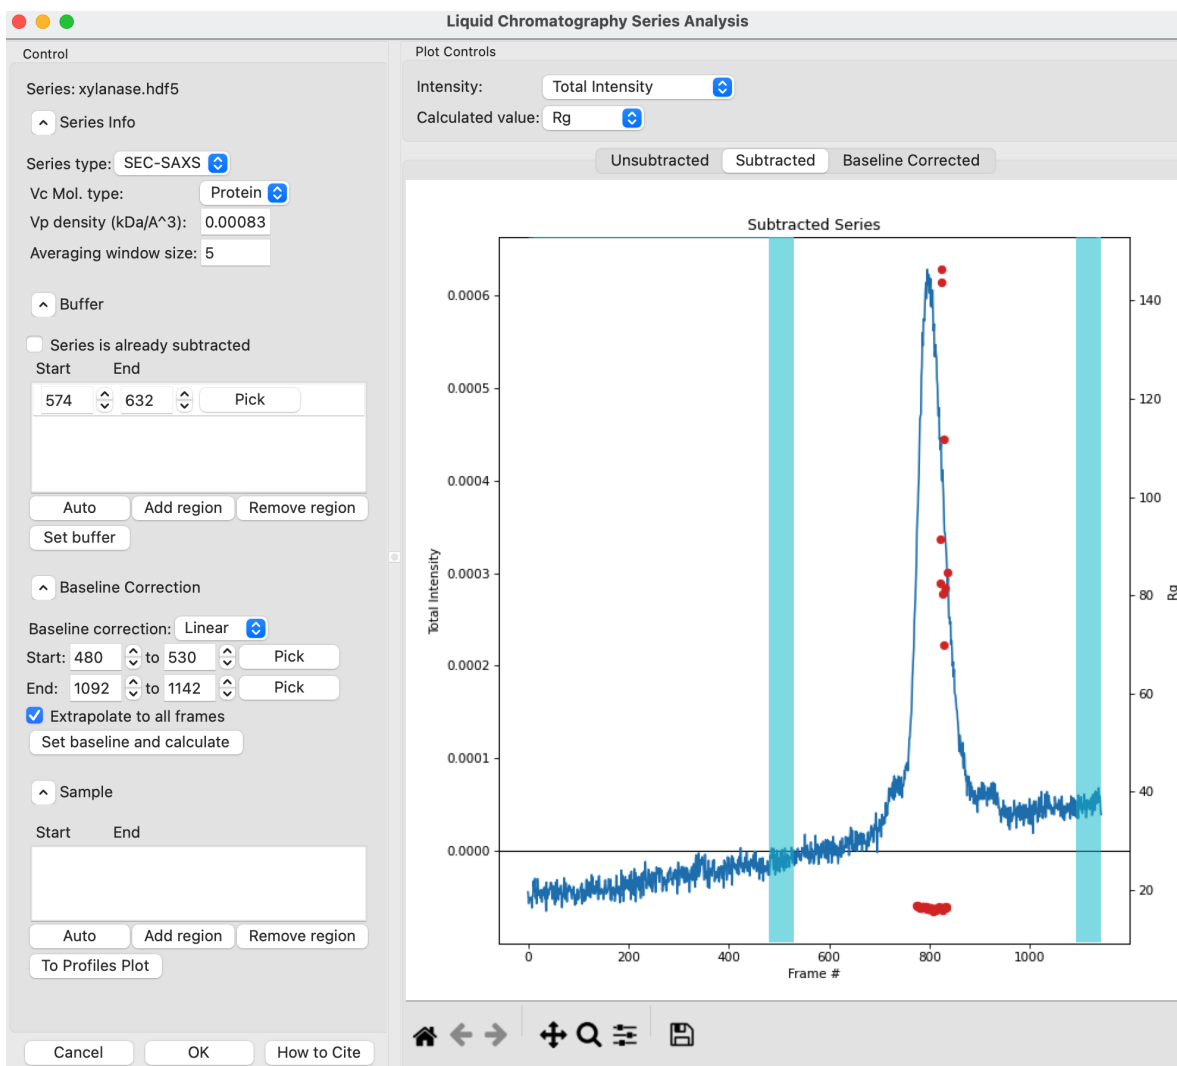 Liquid Chromatography Series Analysis
Control
Series: xylanase.hdf5
Series Info
Series type: SEC-SAXS
Vc Mol. type: Protein
Vp density (kDa/A^3): 0.00083
Averaging window size: 5
Buffer
Series is already subtracted
Start End
574 632 Pick
Auto Add region Remove region
Set buffer
Baseline Correction
Baseline correction: Linear
Start: 480 to 530 Pick
End: 1092 to 1142 Pick
Extrapolate to all frames
Set baseline and calculate
Sample
Start End
Auto Add region Remove region
To Profiles Plot
Cancel OK How to Cite
Plot Controls
Intensity: Total Intensity
Calculated value: Rg
Unsubtracted Subtracted Baseline Corrected
Subtracted Series
0.0006
0.0005
0.0004
0.0003
0.0002
0.0001
0.0000
Total Intensity
140
120
100
80
60
40
20
Rg
0 200 400 600 800 1000
Frame #